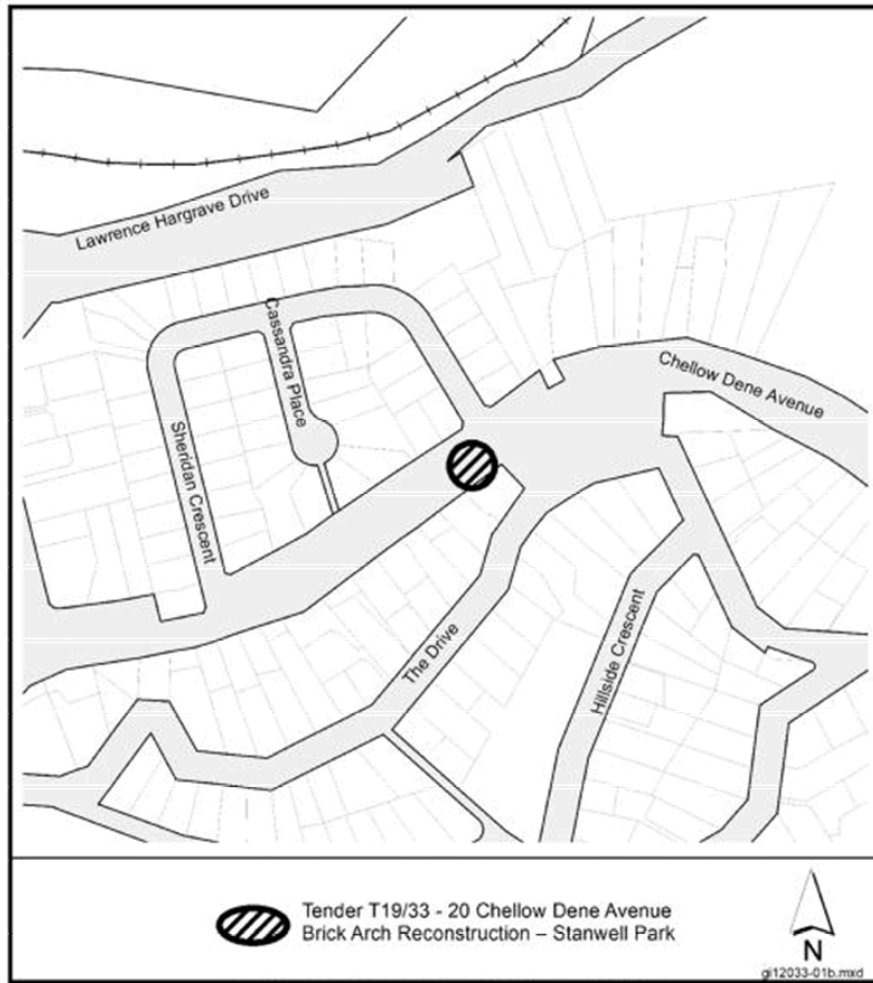 Lawrence Hargrave Drive
Cassandra Place
Chellow Dene Avenue
Sheridan Crescent
The Drive
Hillside Crescent
Tender T19/33 - 20 Chellow Dene Avenue
Brick Arch Reconstruction – Stanwell Park
N
gi12033-01b.mxd